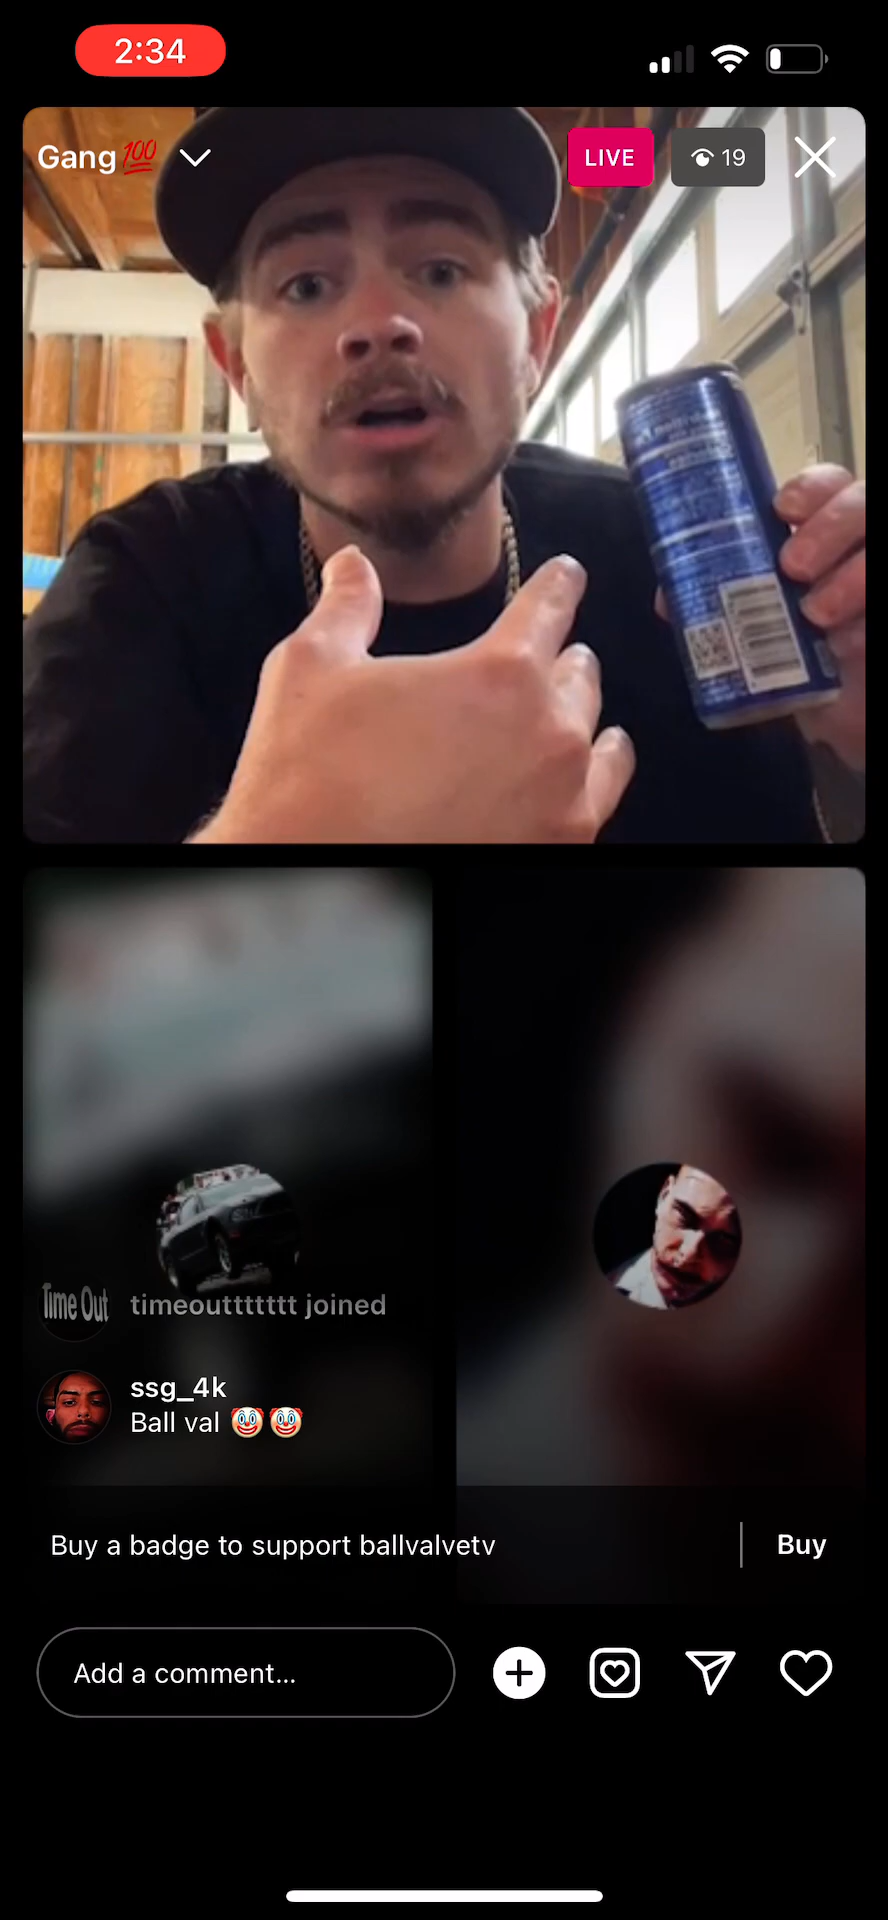 2:34
Gang 💯
LIVE
19
Time Out
timeouttttttt joined
ssg_4k
Ball val 🤡🤡
Buy a badge to support ballvalvetv
Buy
Add a comment...